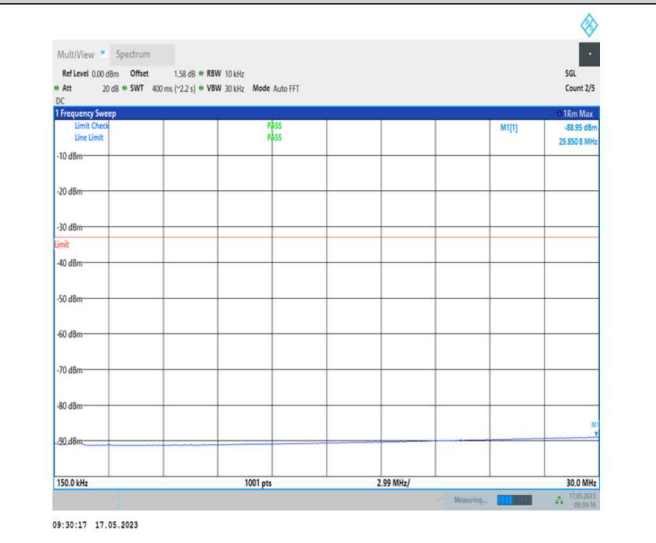 MultiView Spectrum
Ref Level 0.00 dBm Offset 1.58 dB RBW 10 kHz SGL
Att 20 dB SWT 400 ms (~2.2 s) VBW 30 kHz Mode Auto FFT Count 2/5
DC
1 Frequency Sweep 1Rm Max
Limit Check PASS M1[1] -88.95 dBm
Line Limit PASS 29.8508 MHz
-10 dBm
-20 dBm
-30 dBm
Limit
-40 dBm
-50 dBm
-60 dBm
-70 dBm
-80 dBm
M1
-90 dBm
150.0 kHz 1001 pts 2.99 MHz/ 30.0 MHz
Measuring... 17.05.2023
09:30:16
09:30:17 17.05.2023